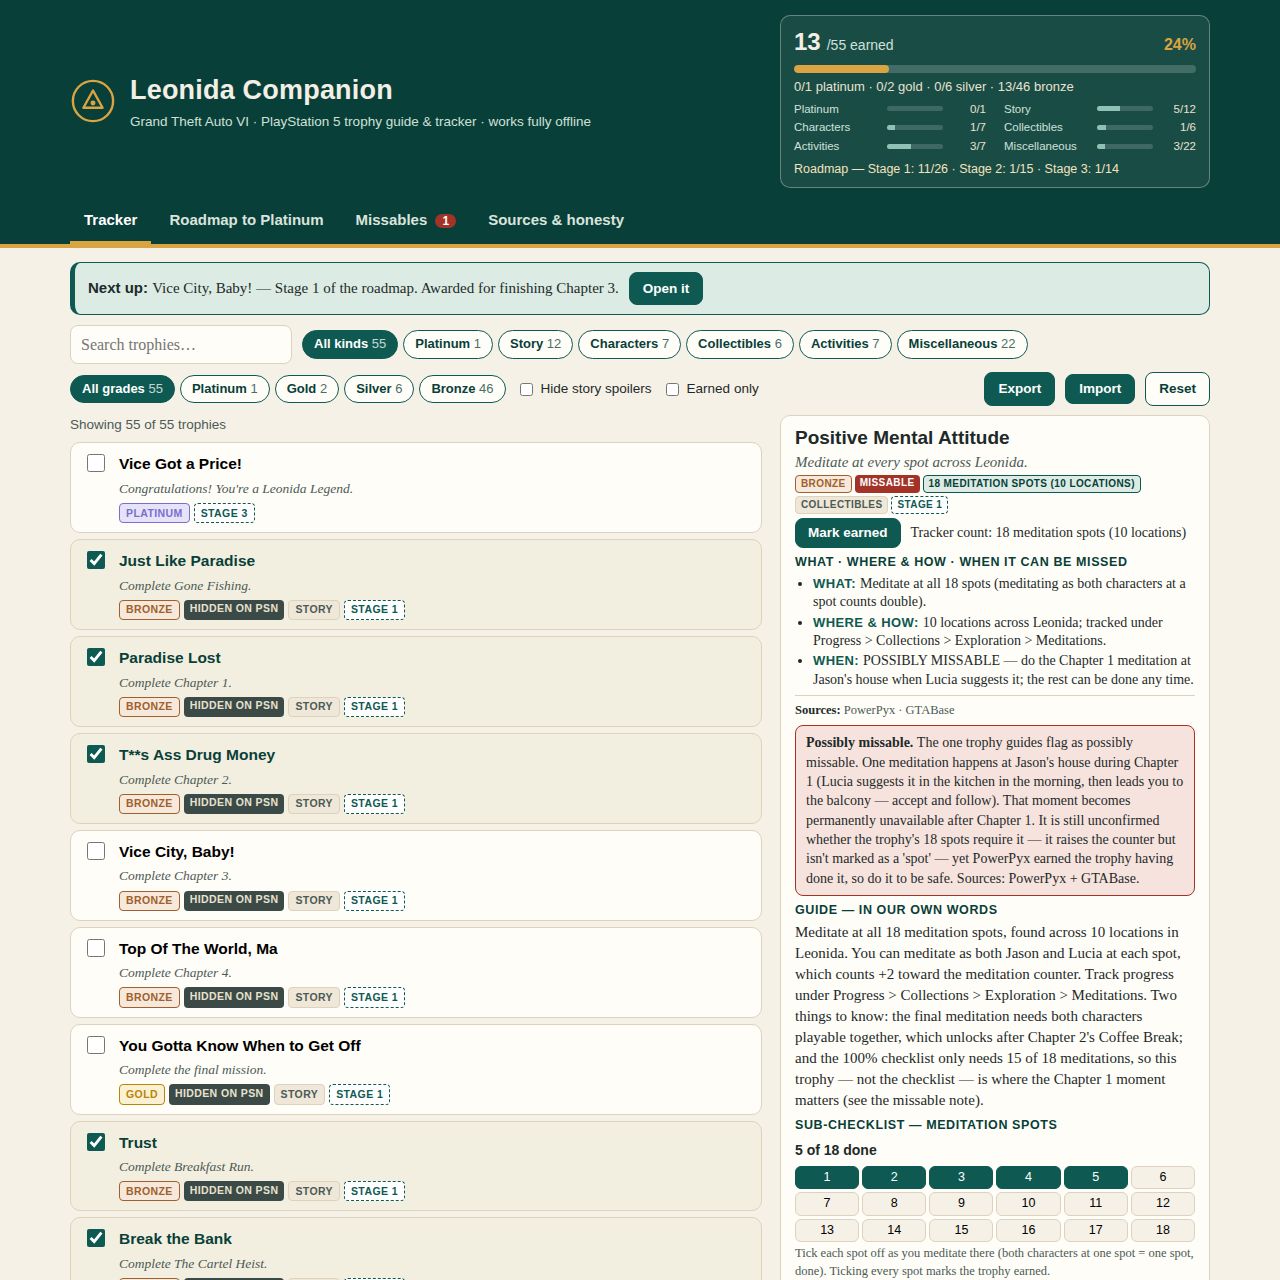 Leonida Companion
Grand Theft Auto VI · PlayStation 5 trophy guide & tracker · works fully offline
13 /55 earned 24%
0/1 platinum · 0/2 gold · 0/6 silver · 13/46 bronze
Platinum 0/1 Story 5/12
Characters 1/7 Collectibles 1/6
Activities 3/7 Miscellaneous 3/22
Roadmap — Stage 1: 11/26 · Stage 2: 1/15 · Stage 3: 1/14
Tracker Roadmap to Platinum Missables 1 Sources & honesty
Next up: Vice City, Baby! — Stage 1 of the roadmap. Awarded for finishing Chapter 3. Open it
Search trophies… All kinds 55 Platinum 1 Story 12 Characters 7 Collectibles 6 Activities 7 Miscellaneous 22
All grades 55 Platinum 1 Gold 2 Silver 6 Bronze 46 Hide story spoilers Earned only Export Import Reset
Showing 55 of 55 trophies
Vice Got a Price!
Congratulations! You're a Leonida Legend.
PLATINUM STAGE 3
Just Like Paradise
Complete Gone Fishing.
BRONZE HIDDEN ON PSN STORY STAGE 1
Paradise Lost
Complete Chapter 1.
BRONZE HIDDEN ON PSN STORY STAGE 1
T**s Ass Drug Money
Complete Chapter 2.
BRONZE HIDDEN ON PSN STORY STAGE 1
Vice City, Baby!
Complete Chapter 3.
BRONZE HIDDEN ON PSN STORY STAGE 1
Top Of The World, Ma
Complete Chapter 4.
BRONZE HIDDEN ON PSN STORY STAGE 1
You Gotta Know When to Get Off
Complete the final mission.
GOLD HIDDEN ON PSN STORY STAGE 1
Trust
Complete Breakfast Run.
BRONZE HIDDEN ON PSN STORY STAGE 1
Break the Bank
Complete The Cartel Heist.
Positive Mental Attitude
Meditate at every spot across Leonida.
BRONZE MISSABLE 18 MEDITATION SPOTS (10 LOCATIONS)
COLLECTIBLES STAGE 1
Mark earned Tracker count: 18 meditation spots (10 locations)
WHAT · WHERE & HOW · WHEN IT CAN BE MISSED
• WHAT: Meditate at all 18 spots (meditating as both characters at a
spot counts double).
• WHERE & HOW: 10 locations across Leonida; tracked under
Progress > Collections > Exploration > Meditations.
• WHEN: POSSIBLY MISSABLE — do the Chapter 1 meditation at
Jason's house when Lucia suggests it; the rest can be done any time.
Sources: PowerPyx · GTABase
Possibly missable. The one trophy guides flag as possibly
missable. One meditation happens at Jason's house during Chapter
1 (Lucia suggests it in the kitchen in the morning, then leads you to
the balcony — accept and follow). That moment becomes
permanently unavailable after Chapter 1. It is still unconfirmed
whether the trophy's 18 spots require it — it raises the counter but
isn't marked as a 'spot' — yet PowerPyx earned the trophy having
done it, so do it to be safe. Sources: PowerPyx + GTABase.
GUIDE — IN OUR OWN WORDS
Meditate at all 18 meditation spots, found across 10 locations in
Leonida. You can meditate as both Jason and Lucia at each spot,
which counts +2 toward the meditation counter. Track progress
under Progress > Collections > Exploration > Meditations. Two
things to know: the final meditation needs both characters
playable together, which unlocks after Chapter 2's Coffee Break;
and the 100% checklist only needs 15 of 18 meditations, so this
trophy — not the checklist — is where the Chapter 1 moment
matters (see the missable note).
SUB-CHECKLIST — MEDITATION SPOTS
5 of 18 done
1 2 3 4 5 6
7 8 9 10 11 12
13 14 15 16 17 18
Tick each spot off as you meditate there (both characters at one spot = one spot,
done). Ticking every spot marks the trophy earned.